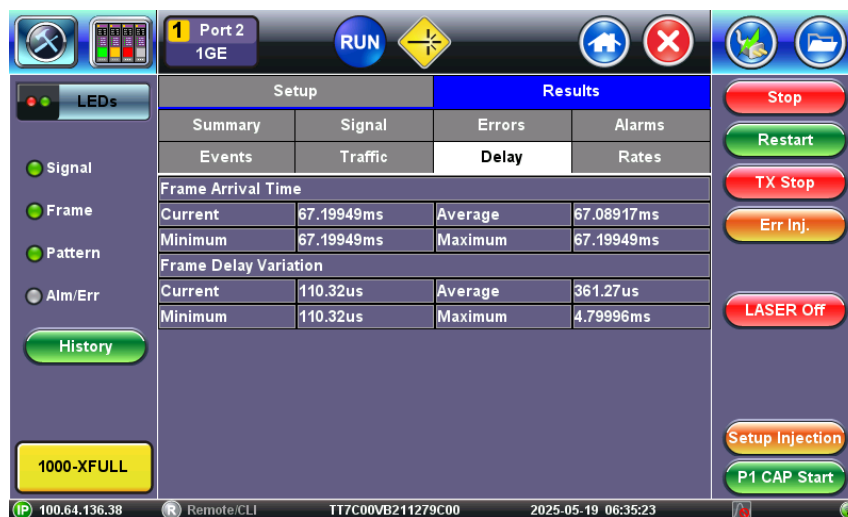 1 Port 2
1GE
RUN
LEDs
Setup Results
Summary Signal Errors Alarms
Events Traffic Delay Rates
Signal
Frame
Pattern
Alm/Err
History
1000-XFULL
Frame Arrival Time
Current 67.19949ms Average 67.08917ms
Minimum 67.19949ms Maximum 67.19949ms
Frame Delay Variation
Current 110.32us Average 361.27us
Minimum 110.32us Maximum 4.79996ms
Stop
Restart
TX Stop
Err Inj.
LASER Off
Setup Injection
P1 CAP Start
IP 100.64.136.38 R Remote/CLI TT7C00VB211279C00 2025-05-19 06:35:23